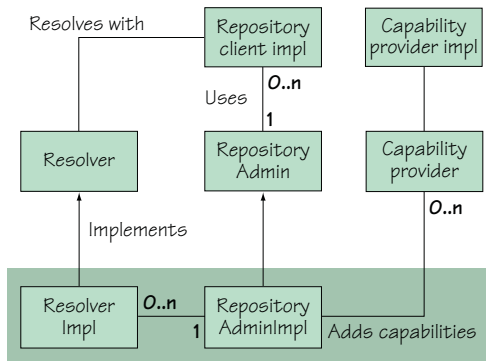 Resolves with
Repository
client impl
Capability
provider impl
0..n
Uses
1
Resolver
Repository
Admin
Capability
provider
0..n
Implements
Resolver
Impl
0..n
1
Repository
AdminImpl
Adds capabilities